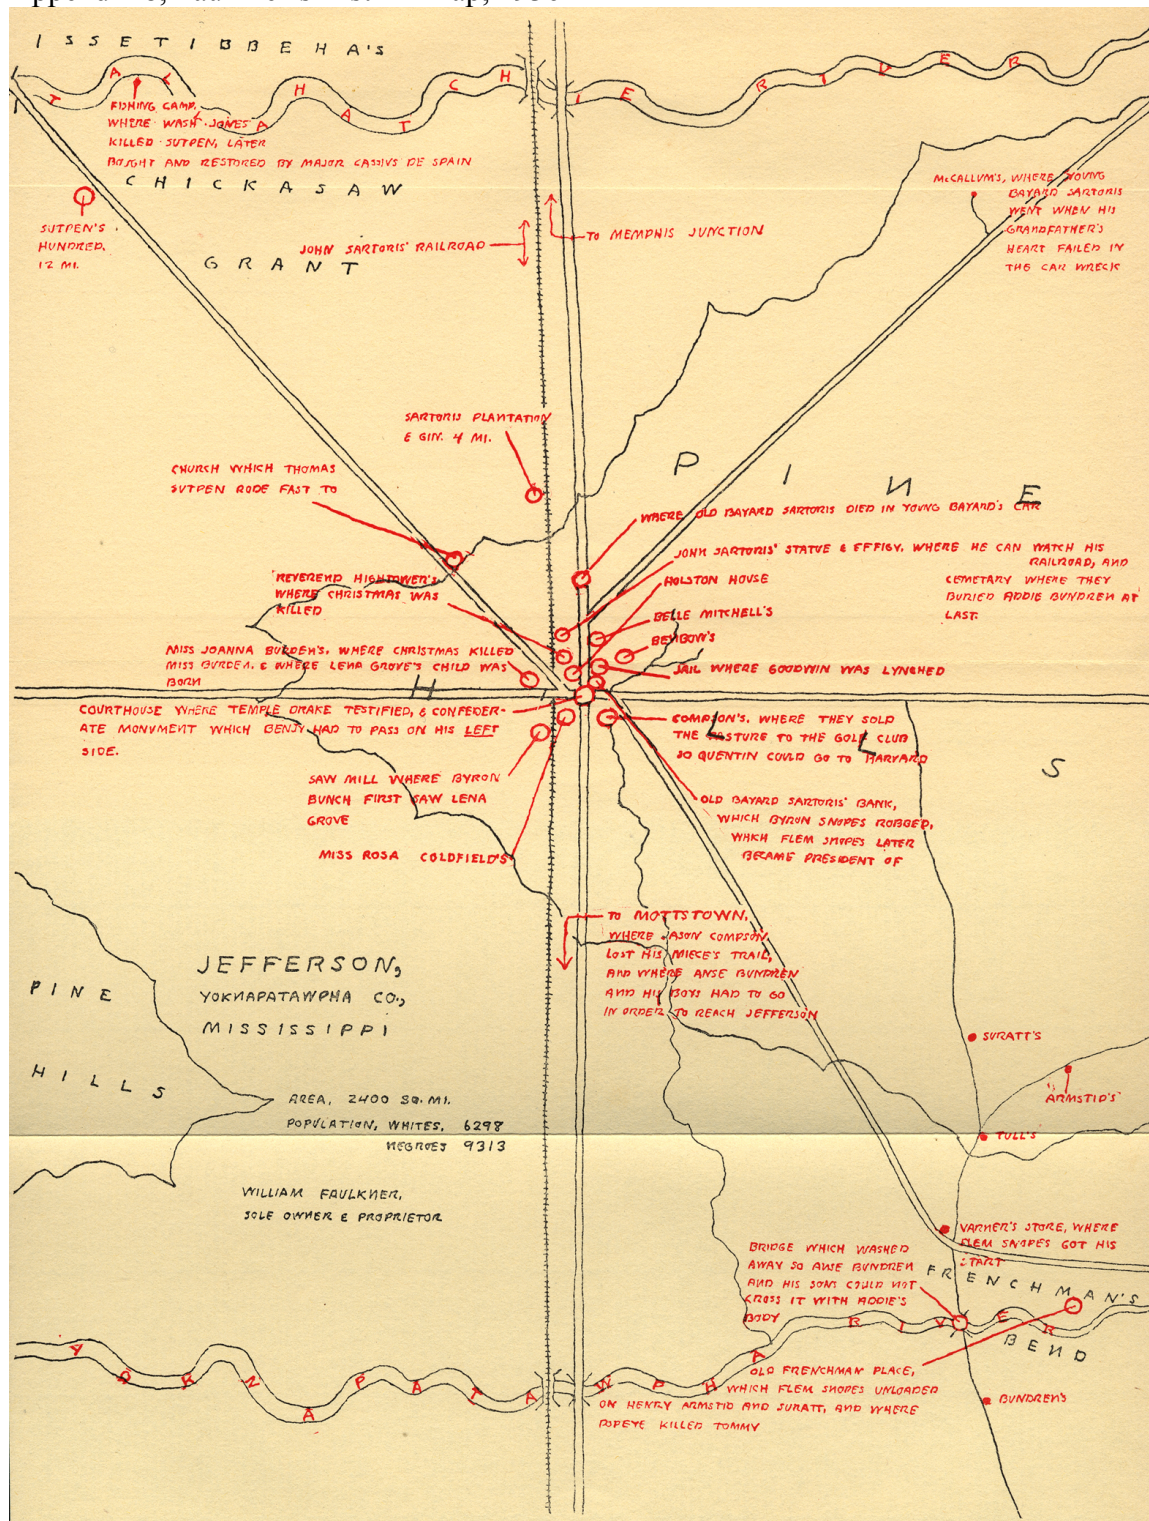 ISSETIBBEHA'S
TALLAHATCHIE RIVER
FISHING CAMP,
WHERE WASH JONES
KILLED SUTPEN, LATER
BOUGHT AND RESTORED BY MAJOR CASSIUS DE SPAIN
CHICKASAW
McCALLUM'S, WHERE YOUNG
BAYARD SARTORIS
WENT WHEN HIS
GRANDFATHER'S
HEART FAILED IN
THE CAR WRECK
SUTPEN'S
HUNDRED,
12 MI.
JOHN SARTORIS' RAILROAD
TO MEMPHIS JUNCTION
GRANT
SARTORIS PLANTATION
& GIN. 4 MI.
CHURCH WHICH THOMAS
SUTPEN RODE FAST TO
PINE
WHERE OLD BAYARD SARTORIS DIED IN YOUNG BAYARD'S CAR
JOHN SARTORIS' STATUE & EFFIGY, WHERE HE CAN WATCH HIS
RAILROAD, AND
CEMETARY WHERE THEY
BURIED ADDIE BUNDREN AT
LAST.
HOLSTON HOUSE
REVEREND HIGHTOWER'S,
WHERE CHRISTMAS WAS
KILLED
BELLE MITCHELL'S
BENBOW'S
MISS JOANNA BURDEN'S, WHERE CHRISTMAS KILLED
MISS BURDEN, & WHERE LENA GROVE'S CHILD WAS
BORN
JAIL WHERE GOODWIN WAS LYNCHED
HILLS
COURTHOUSE WHERE TEMPLE DRAKE TESTIFIED, & CONFEDER-
ATE MONUMENT WHICH BENJY HAD TO PASS ON HIS LEFT
SIDE.
COMPSON'S, WHERE THEY SOLD
THE PASTURE TO THE GOLF CLUB
SO QUENTIN COULD GO TO HARVARD
SAW MILL WHERE BYRON
BUNCH FIRST SAW LENA
GROVE
OLD BAYARD SARTORIS' BANK,
WHICH BYRON SNOPES ROBBED,
WHICH FLEM SNOPES LATER
BECAME PRESIDENT OF
MISS ROSA COLDFIELD'S
TO MOTTSTOWN,
WHERE JASON COMPSON
LOST HIS NIECE'S TRAIL,
AND WHERE ANSE BUNDREN
AND HIS BOYS HAD TO GO
IN ORDER TO REACH JEFFERSON
JEFFERSON,
YOKNAPATAWPHA CO.,
MISSISSIPPI
PINE
HILLS
SURATT'S
ARMSTID'S
TULL'S
AREA, 2400 SQ. MI.
POPULATION, WHITES, 6298
NEGROES 9313
WILLIAM FAULKNER,
SOLE OWNER & PROPRIETOR
VARNER'S STORE, WHERE
FLEM SNOPES GOT HIS
START
BRIDGE WHICH WASHED
AWAY SO ANSE BUNDREN
AND HIS SONS COULD NOT
CROSS IT WITH ADDIE'S
BODY
FRENCHMAN'S
BEND
YOKNAPATAWPHA RIVER
OLD FRENCHMAN PLACE,
WHICH FLEM SNOPES UNLOADED
ON HENRY ARMSTID AND SURATT, AND WHERE
POPEYE KILLED TOMMY
BUNDREN'S